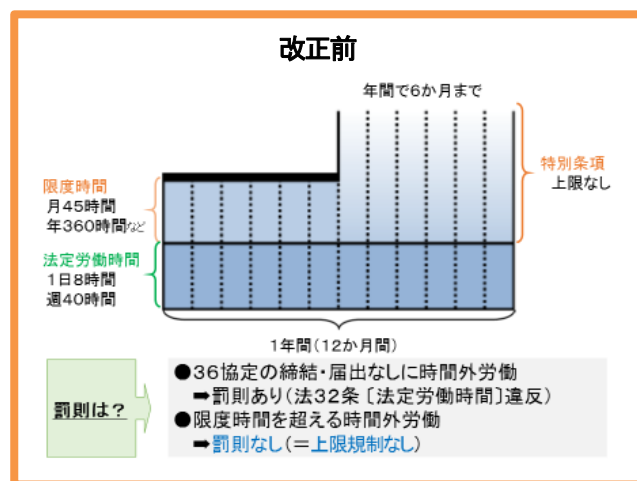 改正前
年間で6か月まで
特別条項
上限なし
限度時間
月45時間
年360時間など
法定労働時間
1日8時間
週40時間
1年間(12か月間)
罰則は?
●36協定の締結・届出なしに時間外労働
➡罰則あり(法32条〔法定労働時間〕違反)
●限度時間を超える時間外労働
➡罰則なし(=上限規制なし)